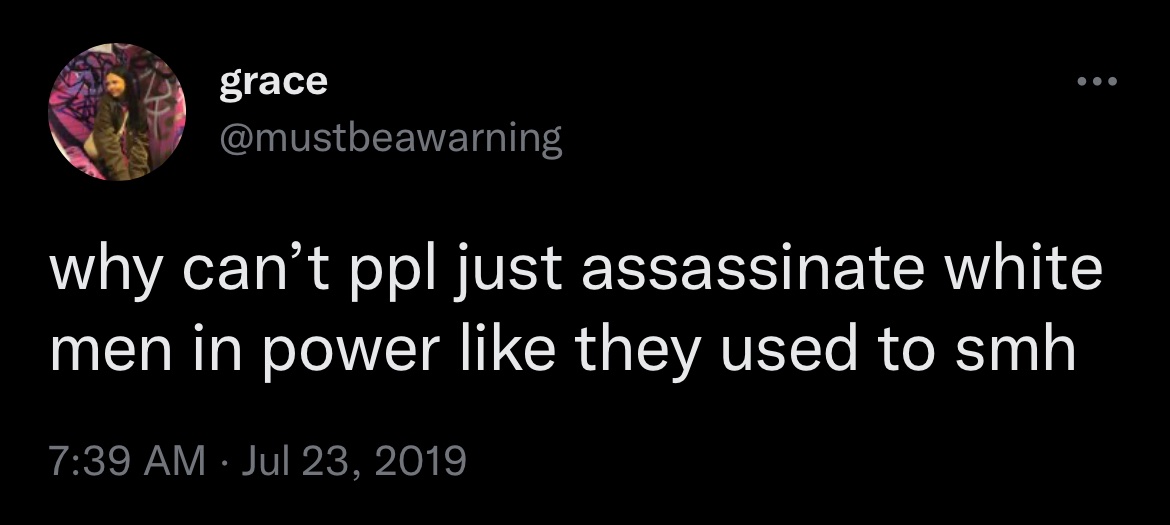 grace
@mustbeawarning
why can’t ppl just assassinate white
men in power like they used to smh
7:39 AM · Jul 23, 2019